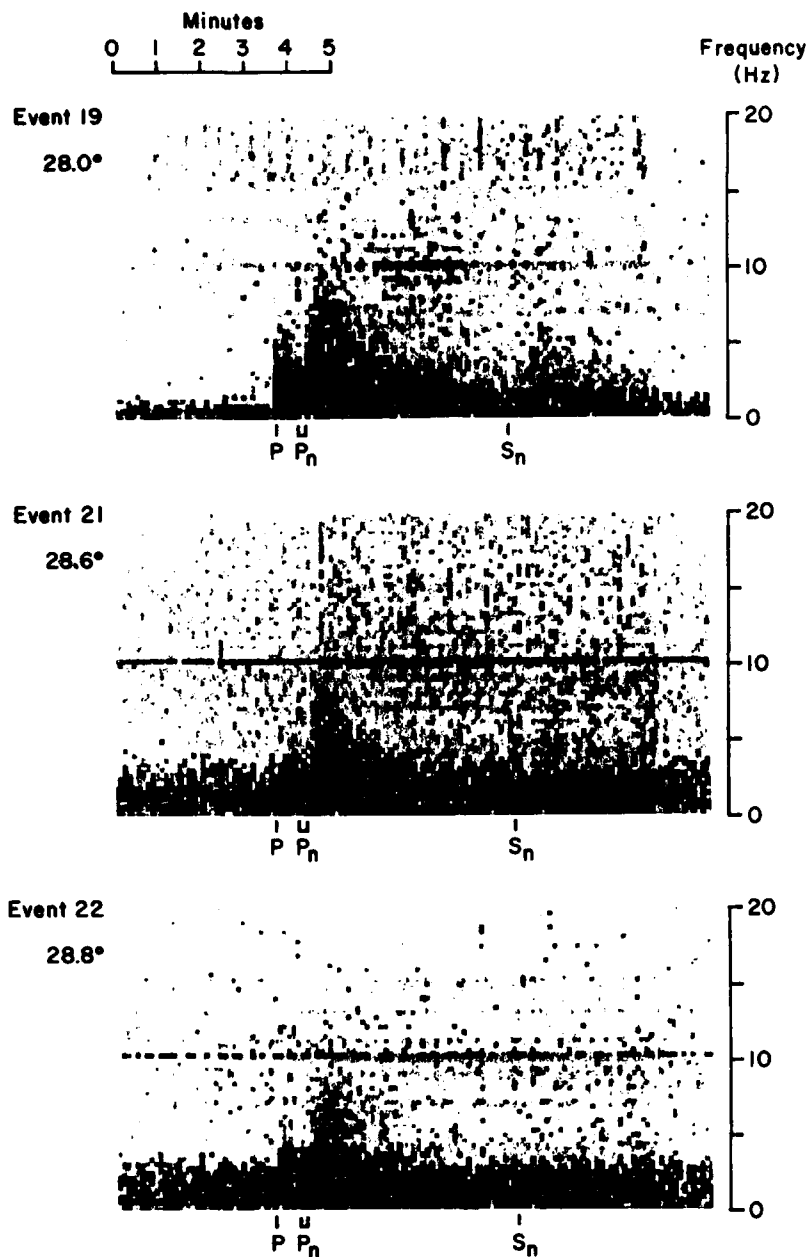 Minutes
0 1 2 3 4 5
Frequency
(Hz)
Event 19
28.0°
20
10
0
P Pn Sn
Event 21
28.6°
20
10
0
P Pn Sn
Event 22
28.8°
20
10
0
P Pn Sn